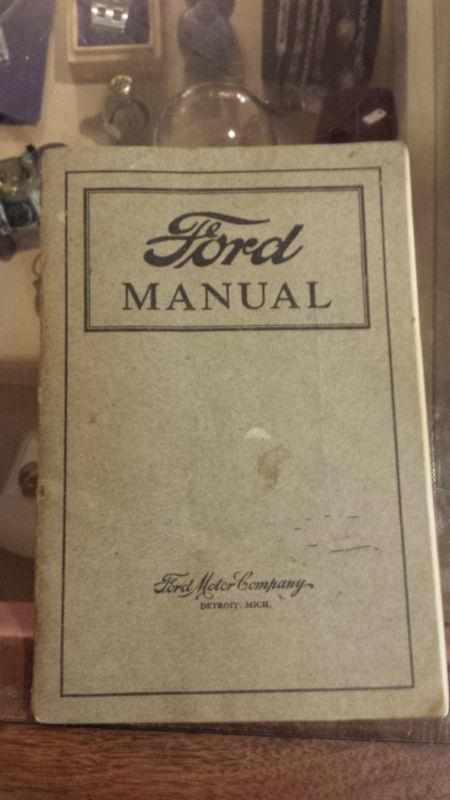 Ford
MANUAL
Ford Motor Company
DETROIT, MICH.